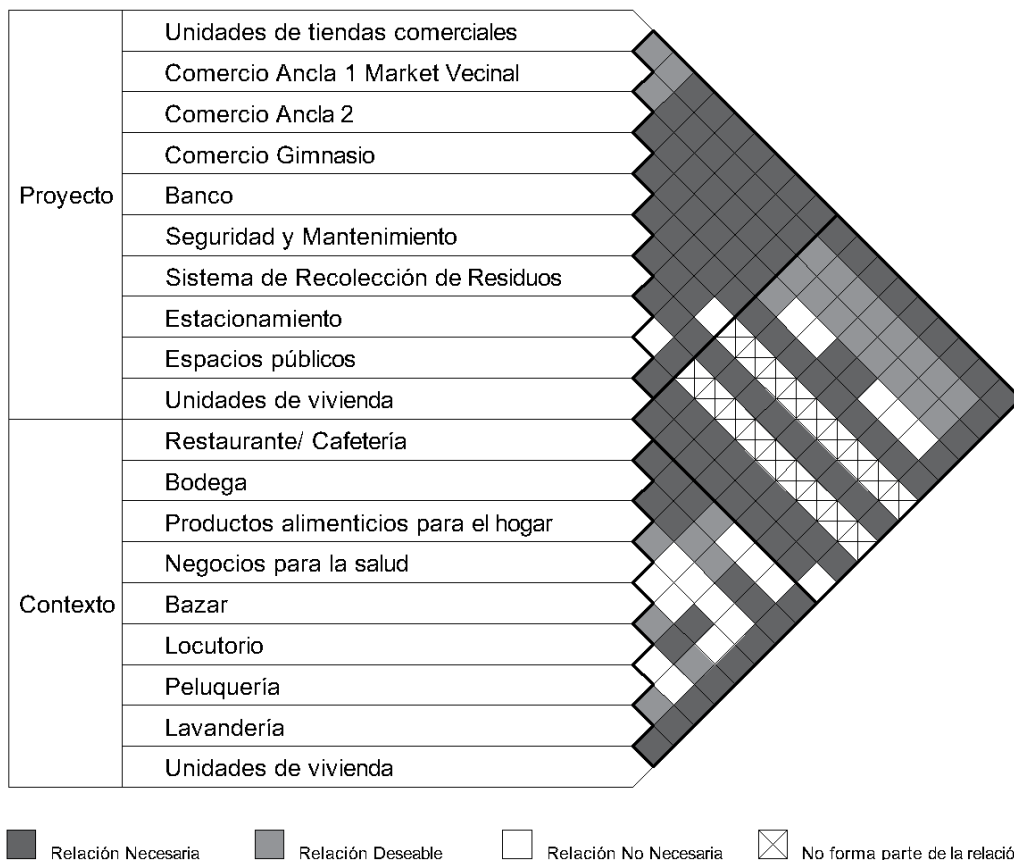 Unidades de tiendas comerciales
Comercio Ancla 1 Market Vecinal
Comercio Ancla 2
Comercio Gimnasio
Proyecto
Banco
Seguridad y Mantenimiento
Sistema de Recolección de Residuos
Estacionamiento
Espacios públicos
Unidades de vivienda
Restaurante/ Cafetería
Bodega
Productos alimenticios para el hogar
Negocios para la salud
Contexto
Bazar
Locutorio
Peluquería
Lavandería
Unidades de vivienda
Relación Necesaria
Relación Deseable
Relación No Necesaria
No forma parte de la relació